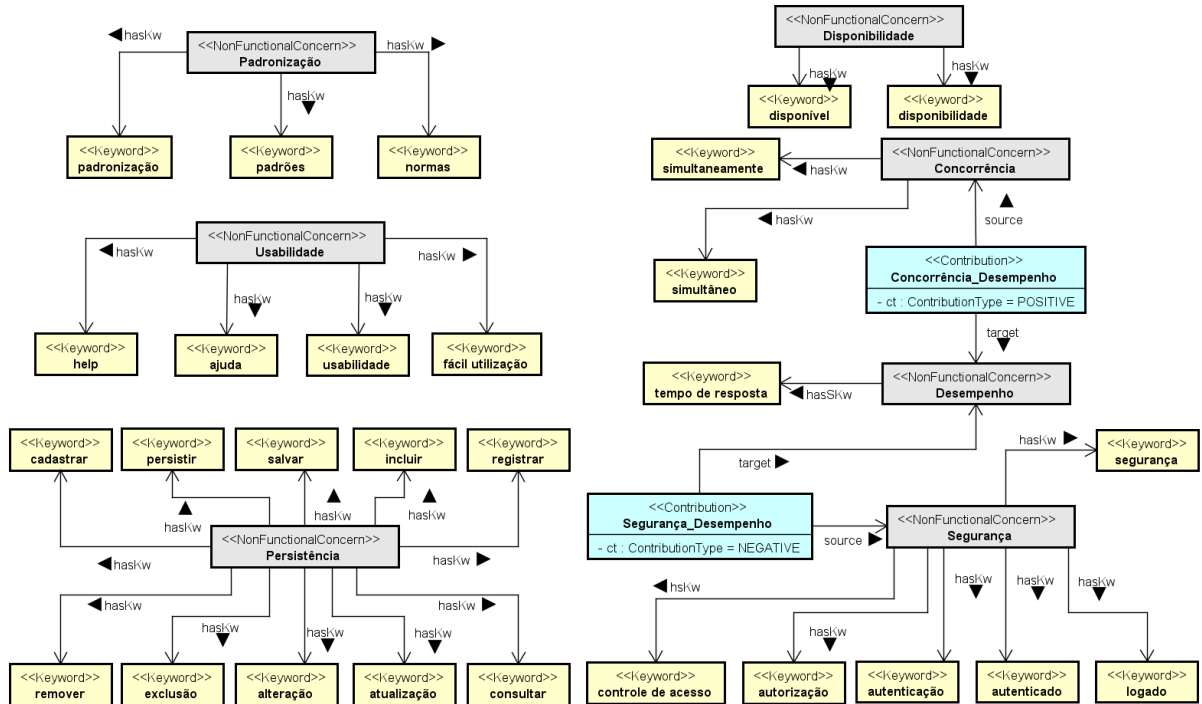 <<NonFunctionalConcern>>
Padronização
hasKw
hasKw
hasKw
<<Keyword>>
padronização
<<Keyword>>
padrões
<<Keyword>>
normas
<<NonFunctionalConcern>>
Usabilidade
hasKw
hasKw
hasKw
hasKw
<<Keyword>>
help
<<Keyword>>
ajuda
<<Keyword>>
usabilidade
<<Keyword>>
fácil utilização
<<Keyword>>
cadastrar
<<Keyword>>
persistir
<<Keyword>>
salvar
<<Keyword>>
incluir
<<Keyword>>
registrar
hasKw
hasKw
hasKw
<<NonFunctionalConcern>>
Persistência
hasKw
hasKw
hasKw
hasKw
hasKw
hasKw
hasKw
<<Keyword>>
remover
<<Keyword>>
exclusão
<<Keyword>>
alteração
<<Keyword>>
atualização
<<Keyword>>
consultar
<<NonFunctionalConcern>>
Disponibilidade
hasKw
hasKw
<<Keyword>>
disponível
<<Keyword>>
disponibilidade
<<Keyword>>
simultaneamente
hasKw
<<NonFunctionalConcern>>
Concorrência
hasKw
source
<<Keyword>>
simultâneo
<<Contribution>>
Concorrência_Desempenho
- ct : ContributionType = POSITIVE
target
<<Keyword>>
tempo de resposta
hasSKw
<<NonFunctionalConcern>>
Desempenho
hasKw
<<Keyword>>
segurança
target
<<Contribution>>
Segurança_Desempenho
- ct : ContributionType = NEGATIVE
source
<<NonFunctionalConcern>>
Segurança
hsKw
hasKw
hasKw
hasKw
hasKw
<<Keyword>>
controle de acesso
<<Keyword>>
autorização
<<Keyword>>
autenticação
<<Keyword>>
autenticado
<<Keyword>>
logado